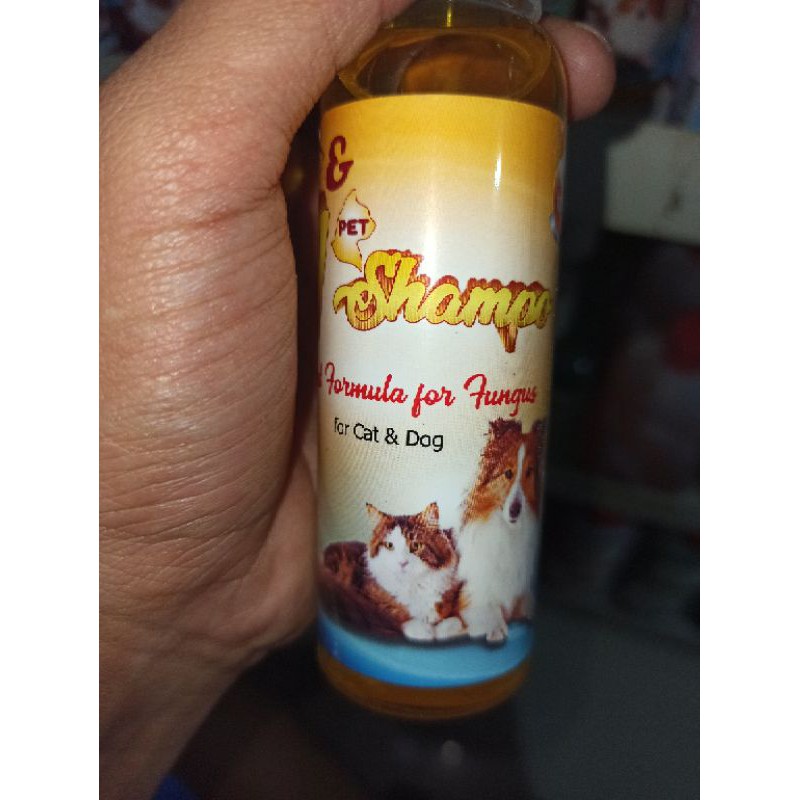 &
PET
Shampo
Formula for Fungus
for Cat & Dog